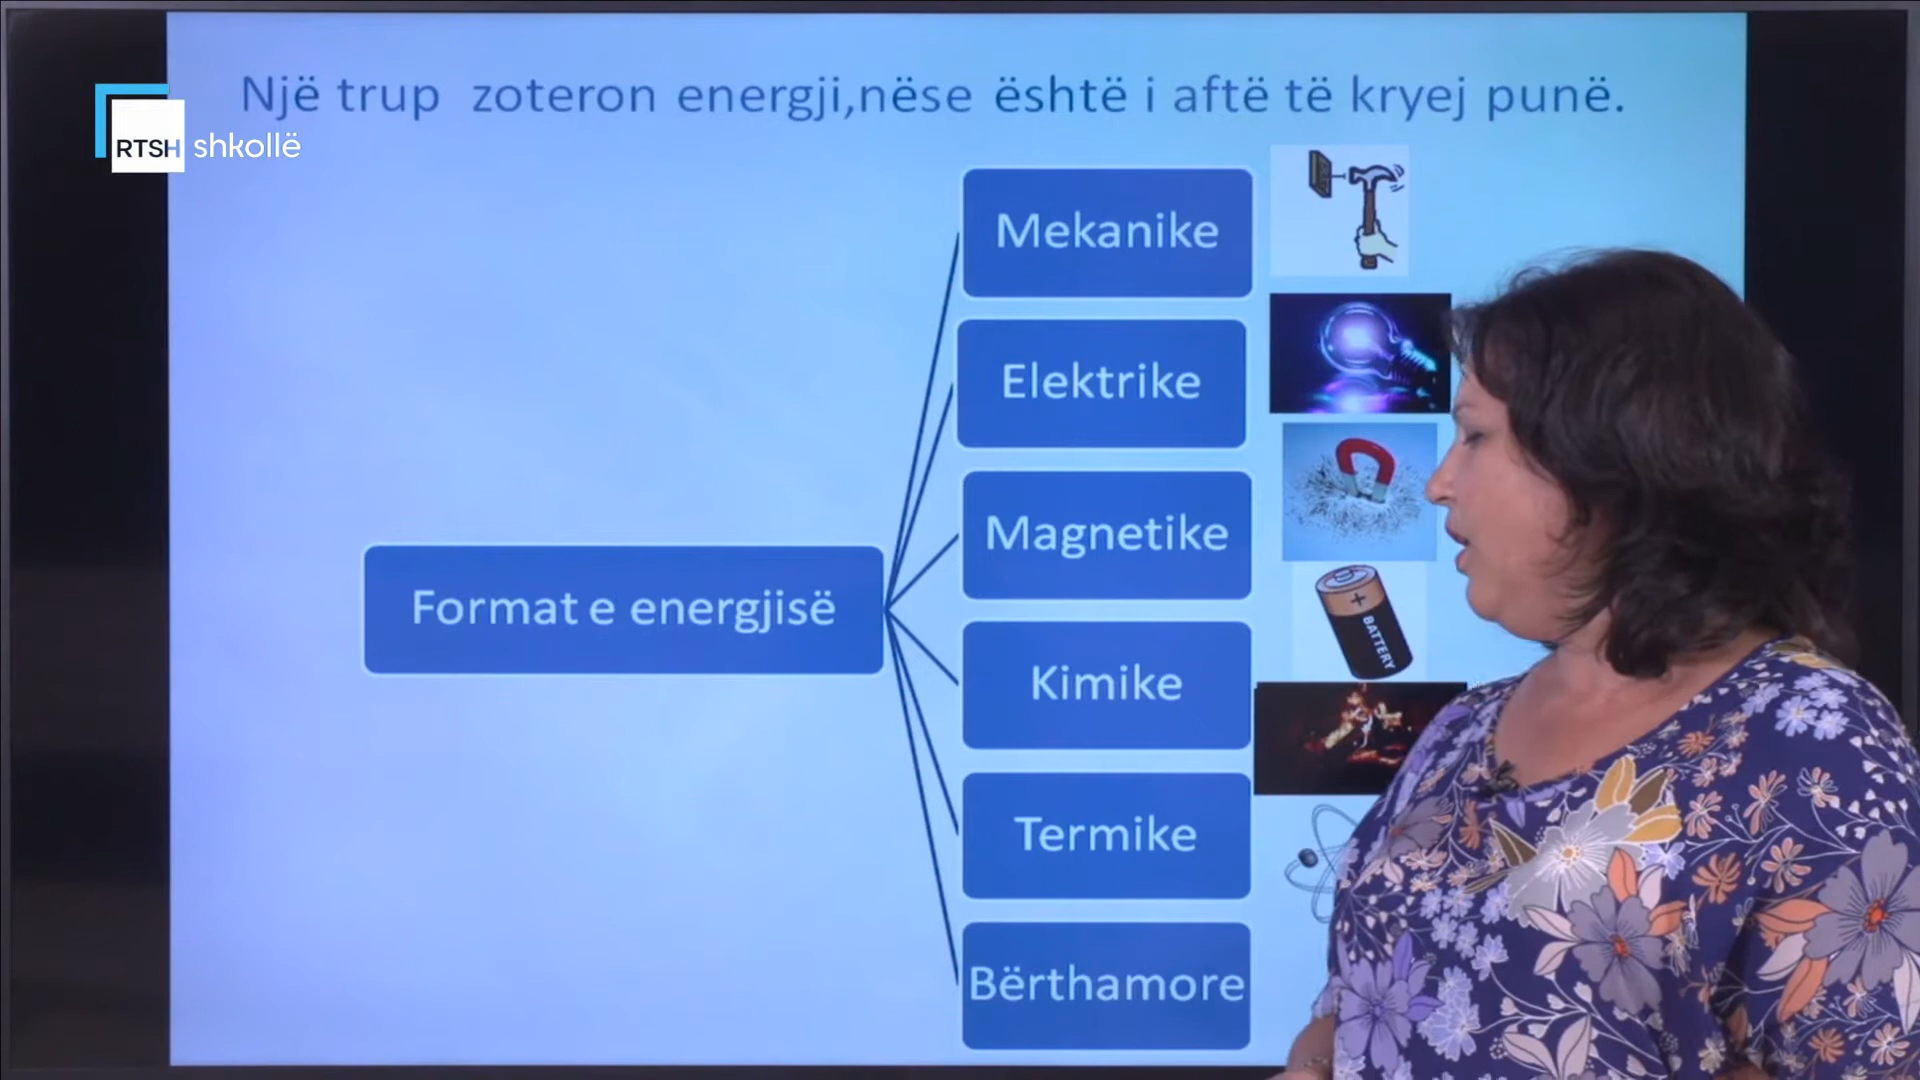 Një trup zoteron energji,nëse është i aftë të kryej punë.
RTSH shkollë
Mekanike
Elektrike
Magnetike
Format e energjisë
Kimike
Termike
Bërthamore
BATTERY